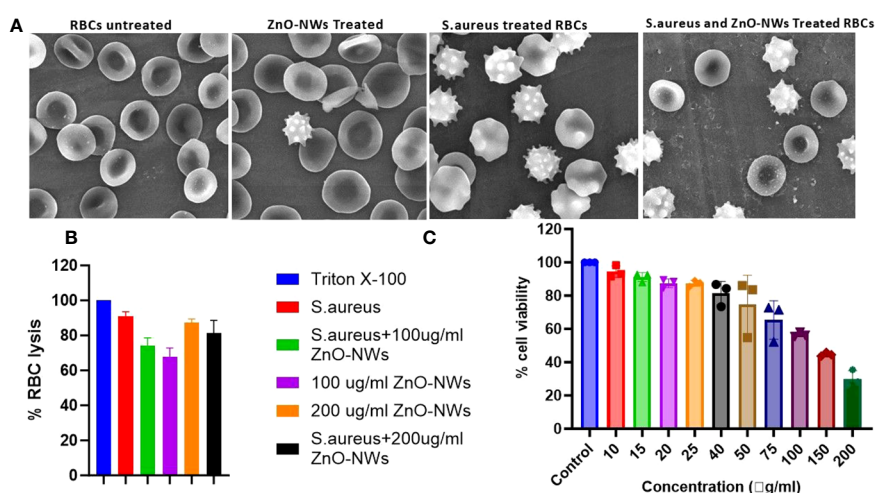 A
RBCs untreated
ZnO-NWs Treated
S.aureus treated RBCs
S.aureus and ZnO-NWs Treated RBCs
B
% RBC lysis
120
100
80
60
40
20
0
Triton X-100
S.aureus
S.aureus+100ug/ml
ZnO-NWs
100 ug/ml ZnO-NWs
200 ug/ml ZnO-NWs
S.aureus+200ug/ml
ZnO-NWs
C
% cell viability
120
100
80
60
40
20
0
Control
10
15
20
25
40
50
75
100
150
200
Concentration (□g/ml)